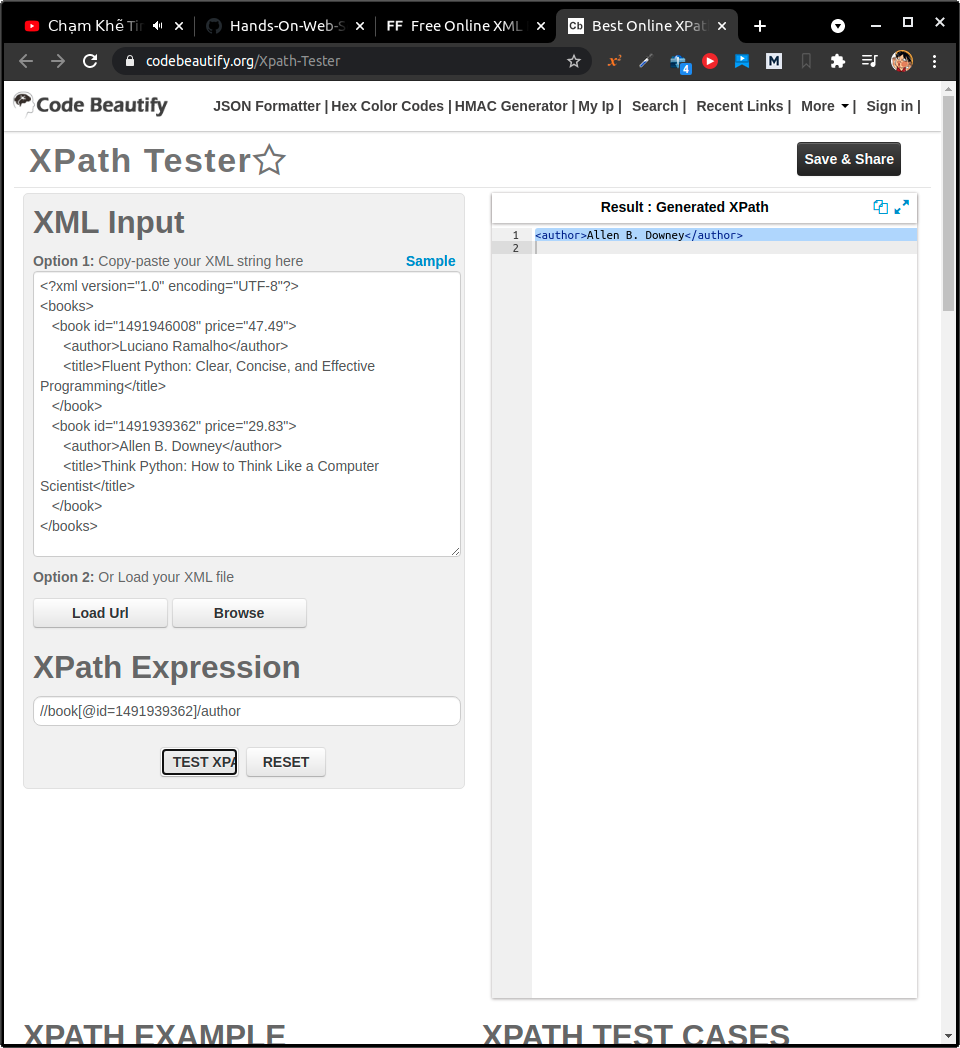 Chạm Khẽ Tim
Hands-On-Web-S
FF Free Online XML
Cb Best Online XPat
codebeautify.org/Xpath-Tester
x²
4
M
Code Beautify
JSON Formatter | Hex Color Codes | HMAC Generator | My Ip | Search | Recent Links | More | Sign in |
XPath Tester
Save & Share
XML Input
Option 1: Copy-paste your XML string here
Sample
<?xml version="1.0" encoding="UTF-8"?>
<books>
<book id="1491946008" price="47.49">
<author>Luciano Ramalho</author>
<title>Fluent Python: Clear, Concise, and Effective
Programming</title>
</book>
<book id="1491939362" price="29.83">
<author>Allen B. Downey</author>
<title>Think Python: How to Think Like a Computer
Scientist</title>
</book>
</books>
Option 2: Or Load your XML file
Load Url
Browse
XPath Expression
//book[@id=1491939362]/author
TEST XPA
RESET
Result : Generated XPath
1 <author>Allen B. Downey</author>
2
XPATH EXAMPLE
XPATH TEST CASES